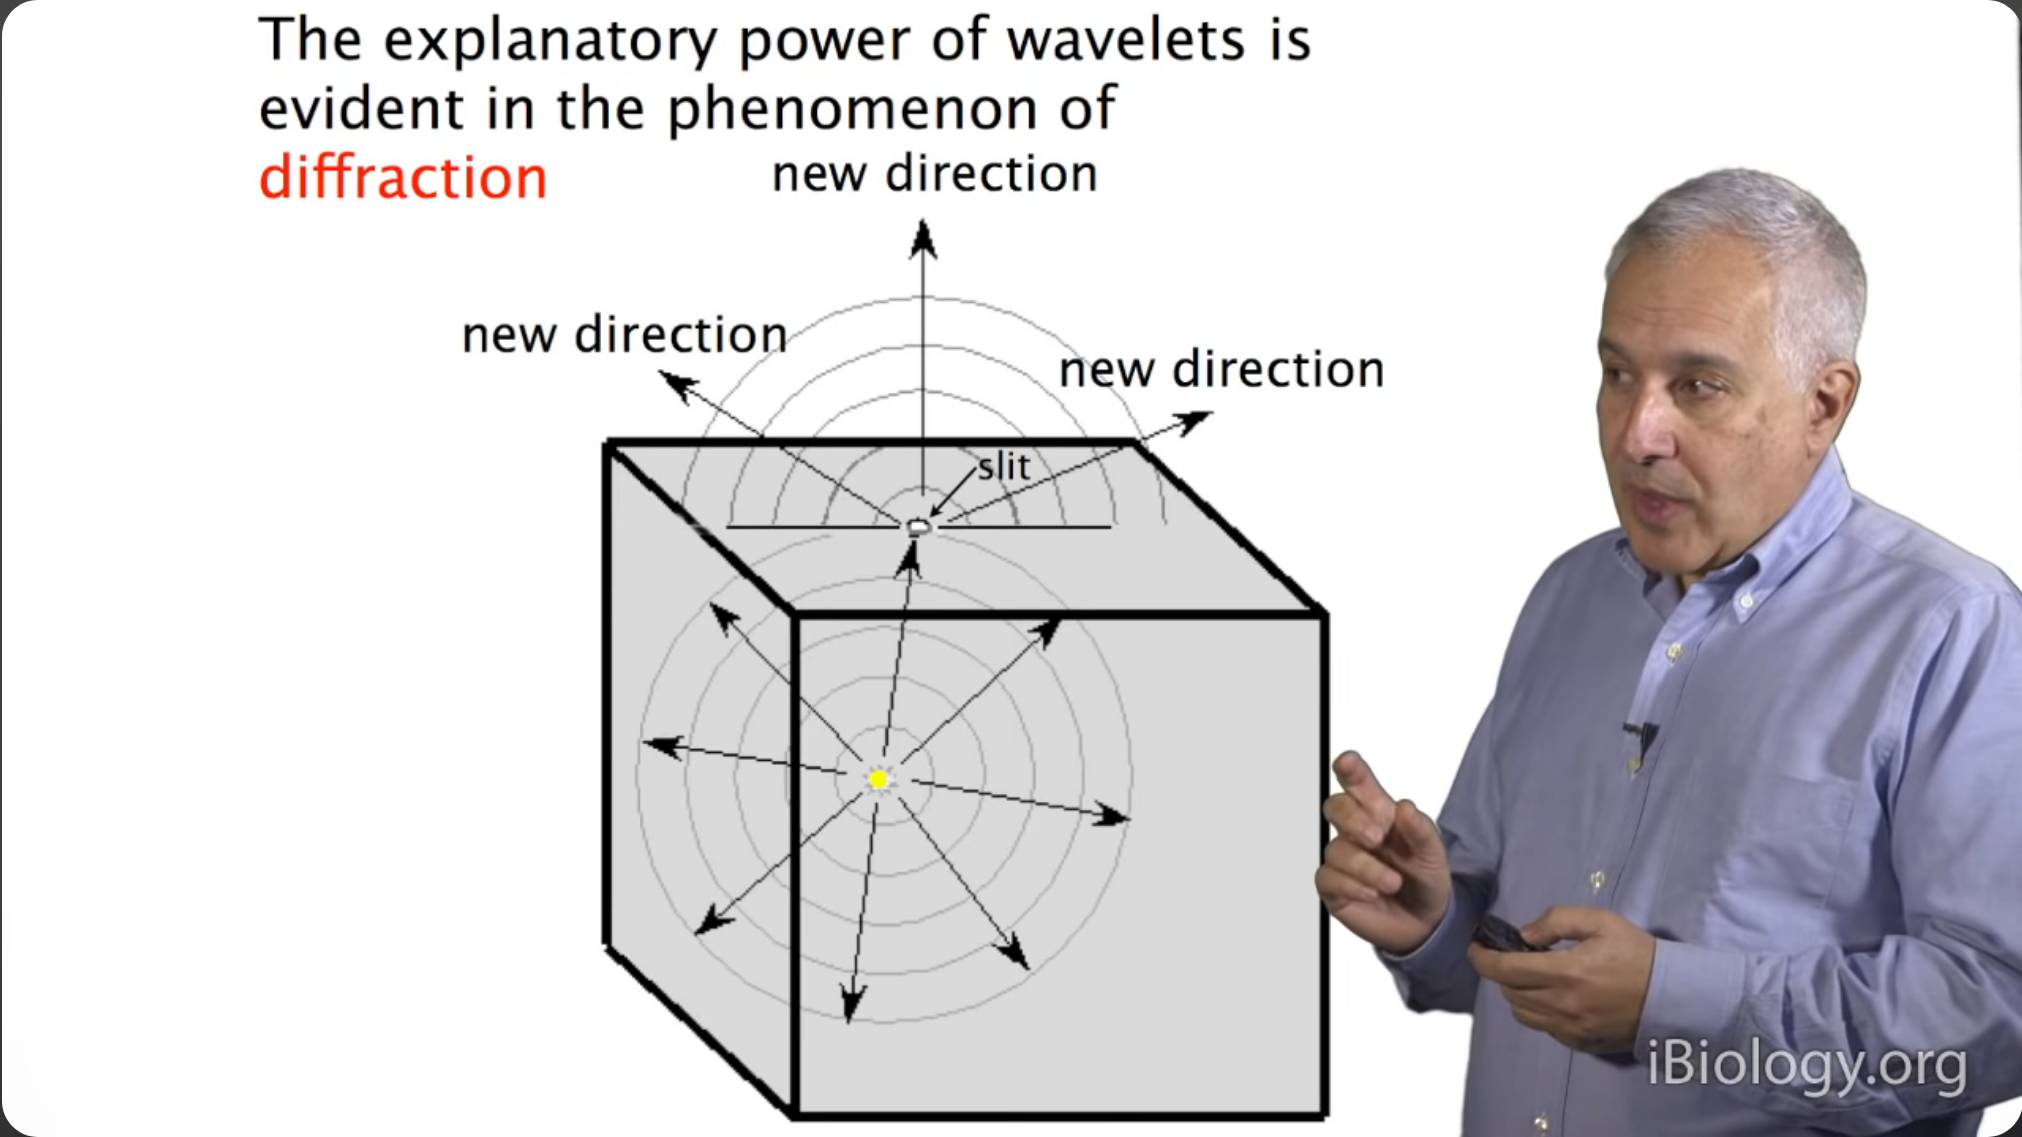 The explanatory power of wavelets is
evident in the phenomenon of
diffraction
new direction
new direction
new direction
slit
iBiology.org